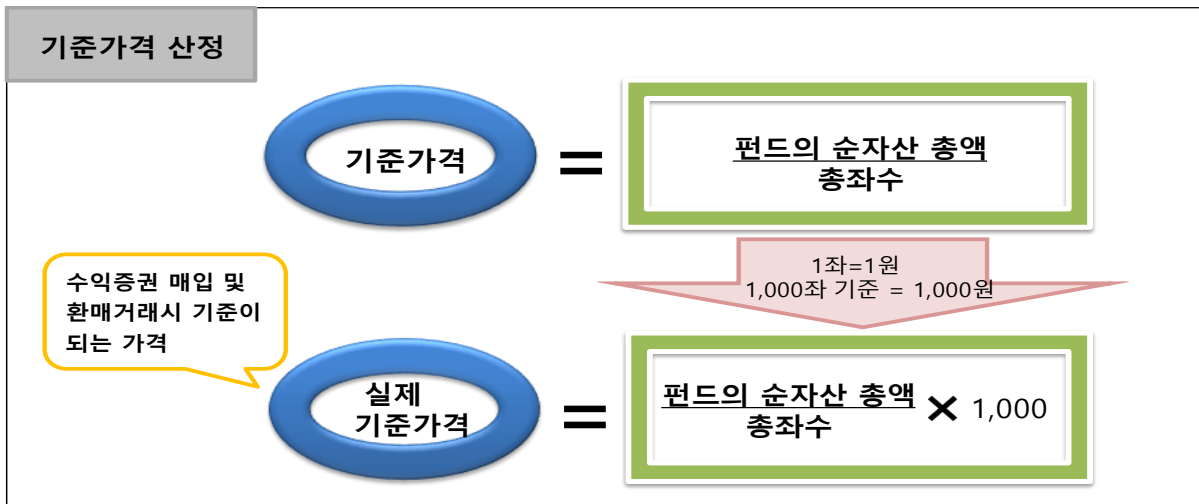 기준가격 산정
기준가격
=
펀드의 순자산 총액
총좌수
1좌=1원
1,000좌 기준 = 1,000원
수익증권 매입 및
환매거래시 기준이
되는 가격
실제
기준가격
=
펀드의 순자산 총액
총좌수
× 1,000